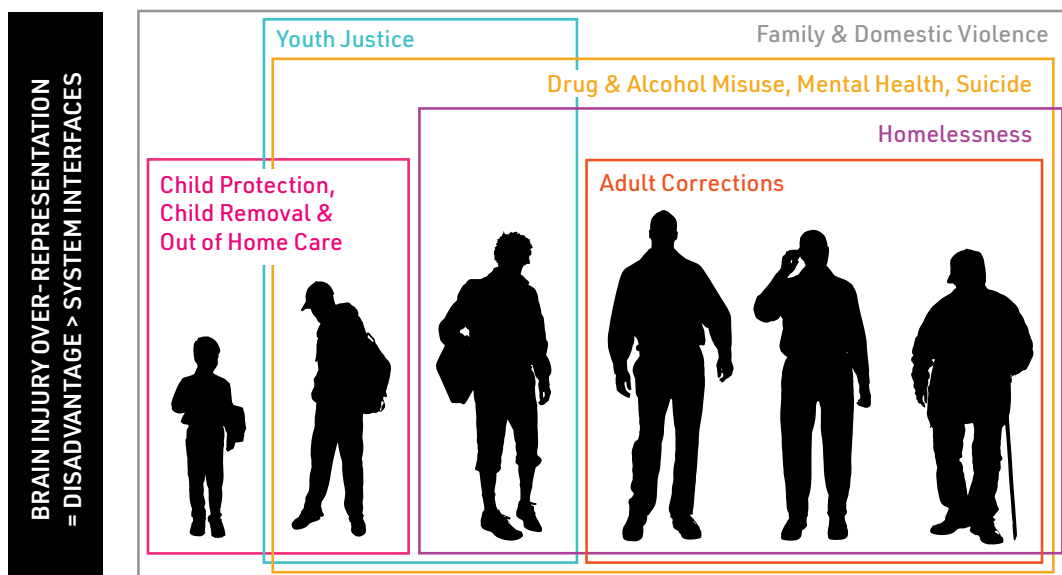 BRAIN INJURY OVER-REPRESENTATION
= DISADVANTAGE > SYSTEM INTERFACES
Youth Justice
Family & Domestic Violence
Drug & Alcohol Misuse, Mental Health, Suicide
Homelessness
Child Protection,
Child Removal &
Out of Home Care
Adult Corrections